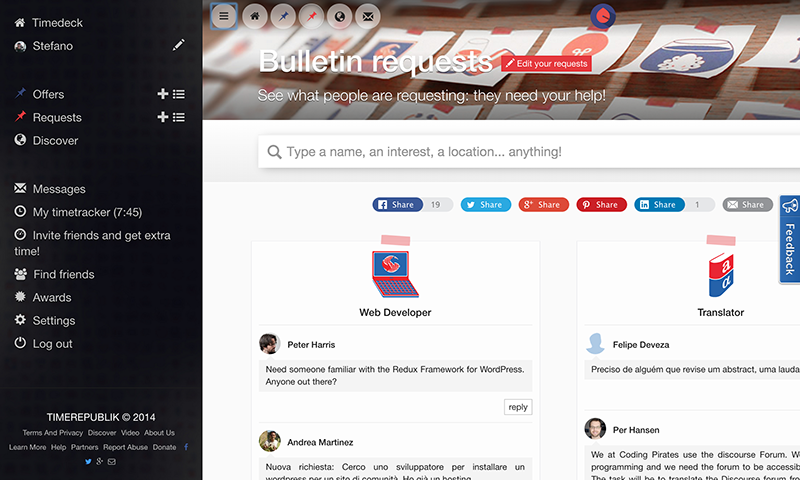 Timedeck
Stefano
Offers
Requests
Discover
Messages
My timetracker (7:45)
Invite friends and get extra
time!
Find friends
Awards
Settings
Log out
TIMEREPUBLIK © 2014
Terms And Privacy Discover Video About Us
Learn More Help Partners Report Abuse Donate
Bulletin requests Edit your requests
See what people are requesting: they need your help!
Type a name, an interest, a location... anything!
Share 19 Share Share Share Share 1 Share
Feedback
Web Developer
Peter Harris
Need someone familiar with the Redux Framework for WordPress.
Anyone out there?
reply
Andrea Martinez
Nuova richiesta: Cerco uno sviluppatore per installare un
wordpress per un sito di comunità. Ho già un hosting
a
a
Translator
Felipe Deveza
Preciso de alguém que revise um abstract, uma lauda
Per Hansen
We at Coding Pirates use the discourse Forum. W
programming and we need the forum to be accessib
The task will be to translate the Discourse forum from